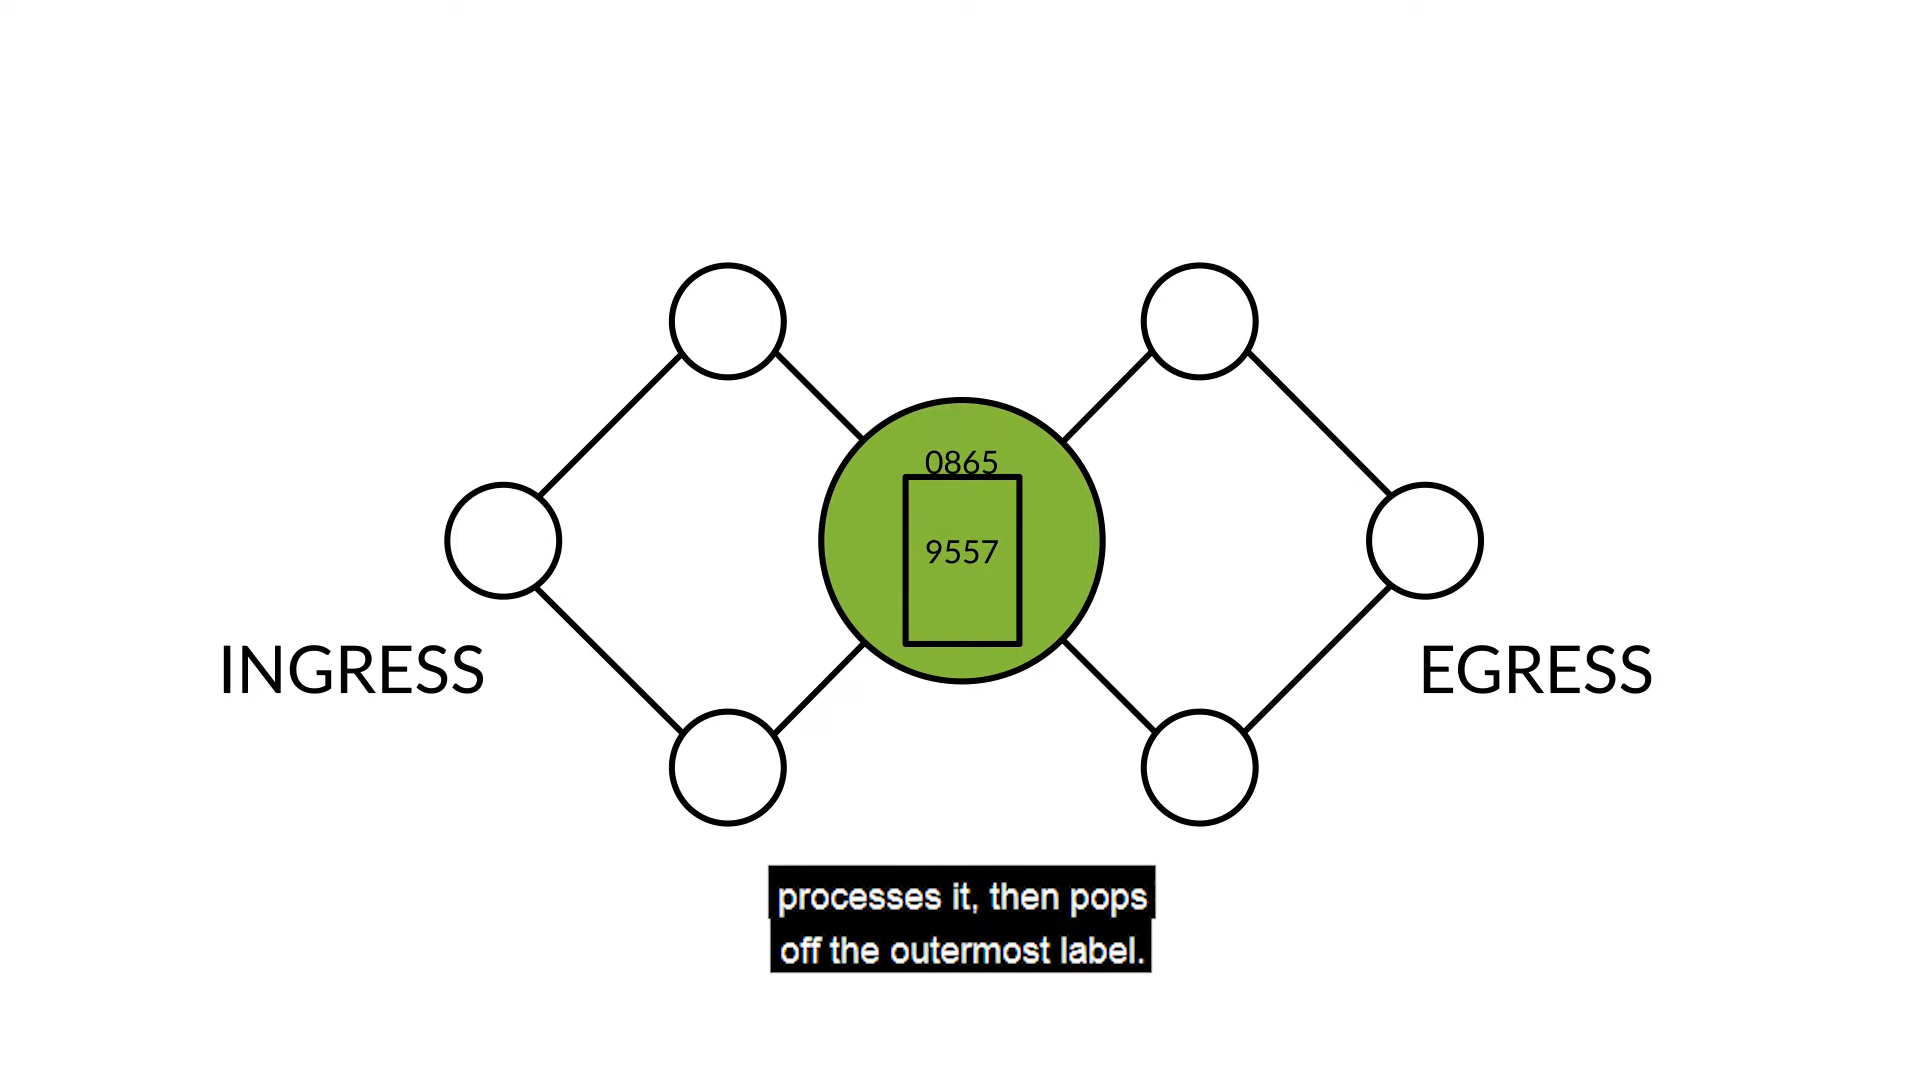 0865
9557
INGRESS
EGRESS
processes it, then pops
off the outermost label.